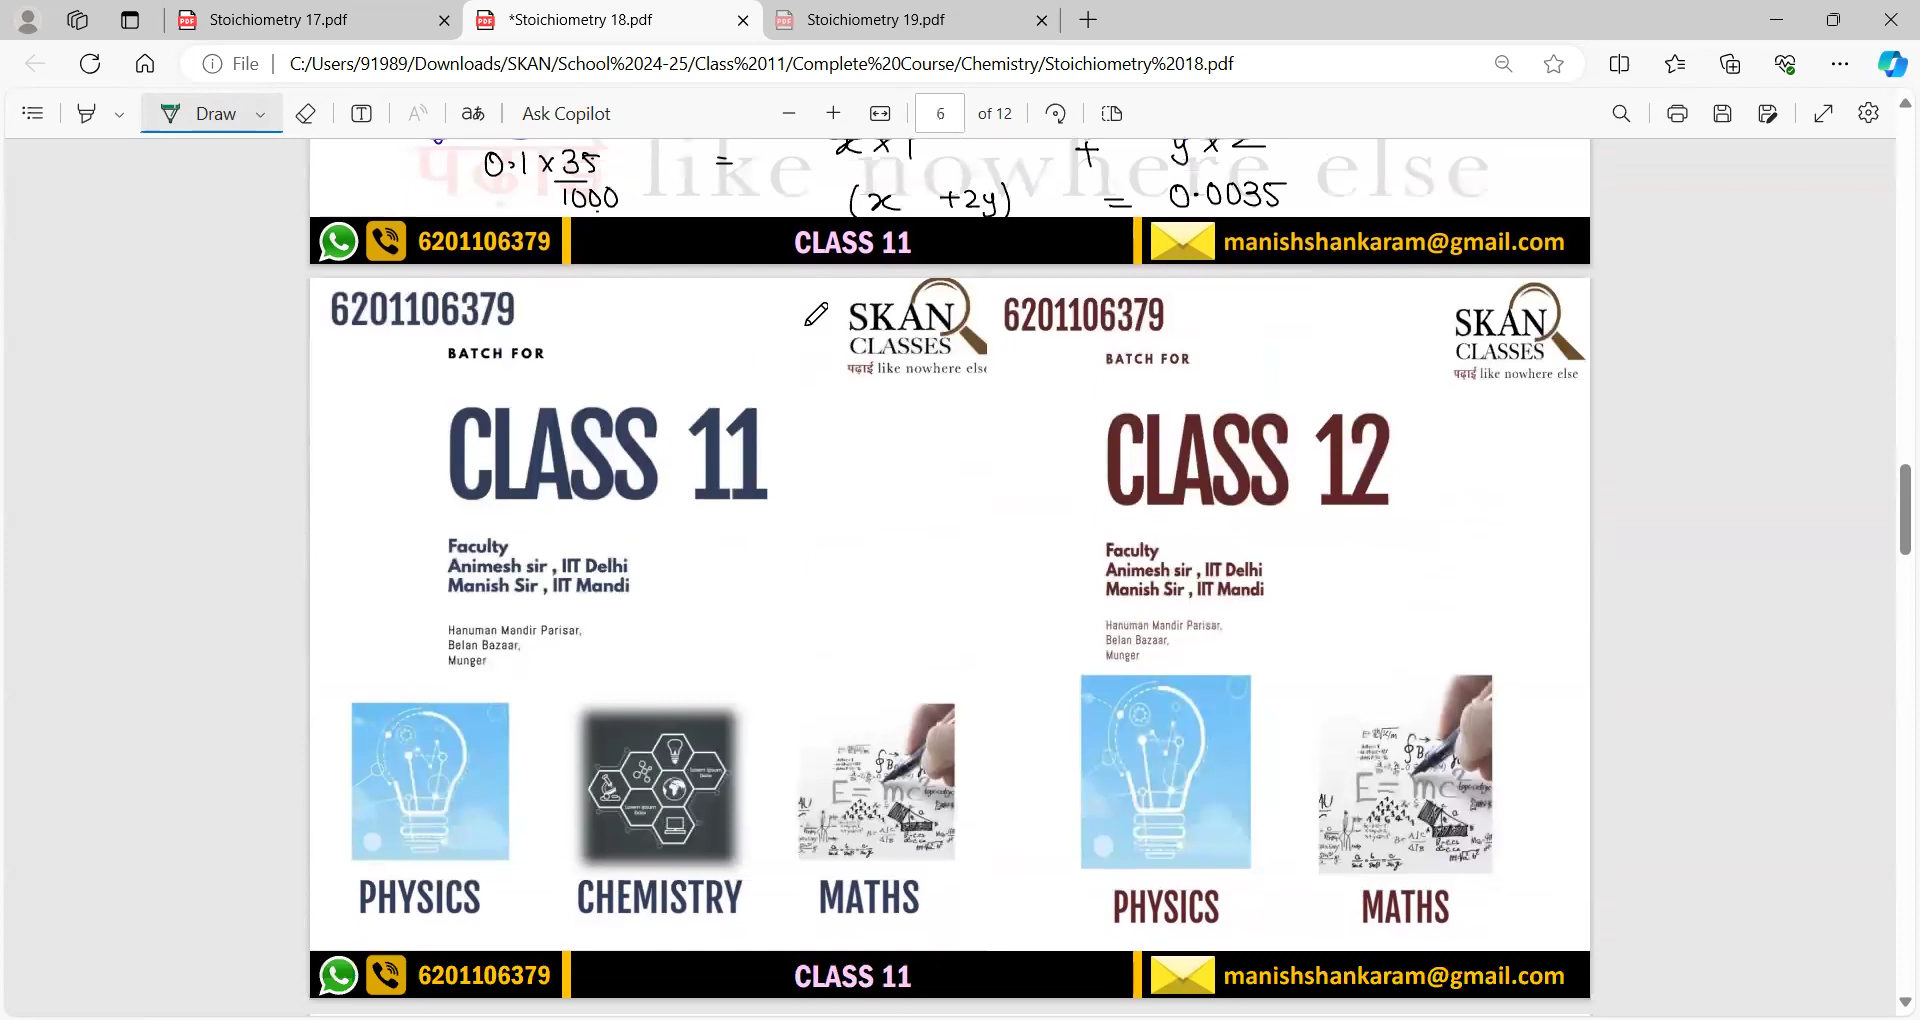 Stoichiometry 17.pdf
*Stoichiometry 18.pdf
Stoichiometry 19.pdf
File
C:/Users/91989/Downloads/SKAN/School%2024-25/Class%2011/Complete%20Course/Chemistry/Stoichiometry%2018.pdf
Draw
Ask Copilot
6 of 12
पढ़ाई like nowhere else
x × 1 + y × 2
0.1 × 35 =
1000
(x +2y) = 0.0035
6201106379
CLASS 11
manishshankaram@gmail.com
6201106379
BATCH FOR
SKAN
CLASSES
पढ़ाई like nowhere else
CLASS 11
Faculty
Animesh sir , IIT Delhi
Manish Sir , IIT Mandi
Hanuman Mandir Parisar,
Belan Bazaar,
Munger
PHYSICS
CHEMISTRY
MATHS
6201106379
BATCH FOR
SKAN
CLASSES
पढ़ाई like nowhere else
CLASS 12
Faculty
Animesh sir , IIT Delhi
Manish Sir , IIT Mandi
Hanuman Mandir Parisar,
Belan Bazaar,
Munger
PHYSICS
MATHS
6201106379
CLASS 11
manishshankaram@gmail.com